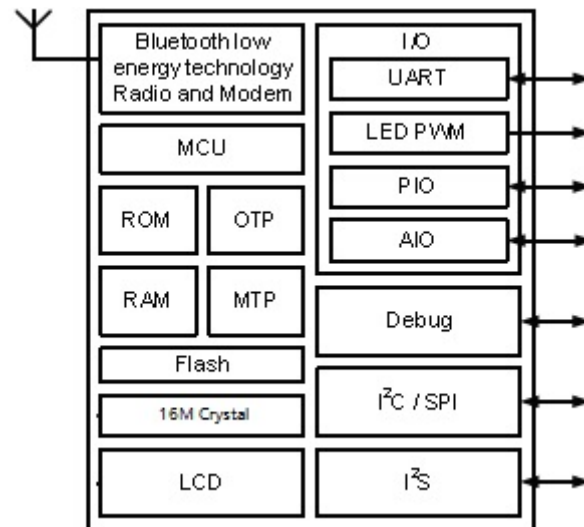 Bluetooth low
energy technology
Radio and Modem
MCU
ROM
OTP
RAM
MTP
Flash
16M Crystal
LCD
I/O
UART
LED PWM
PIO
AIO
Debug
I²C / SPI
I²S